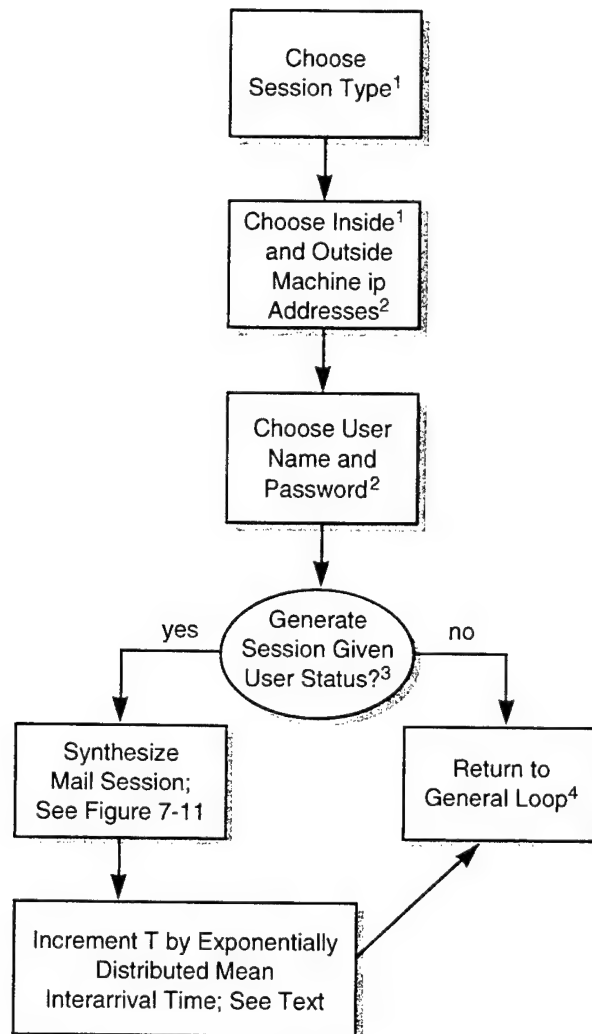 Choose
Session Type¹
Choose Inside¹
and Outside
Machine ip
Addresses²
Choose User
Name and
Password²
Generate
Session Given
User Status?³
yes
no
Synthesize
Mail Session;
See Figure 7-11
Return to
General Loop⁴
Increment T by Exponentially
Distributed Mean
Interarrival Time; See Text